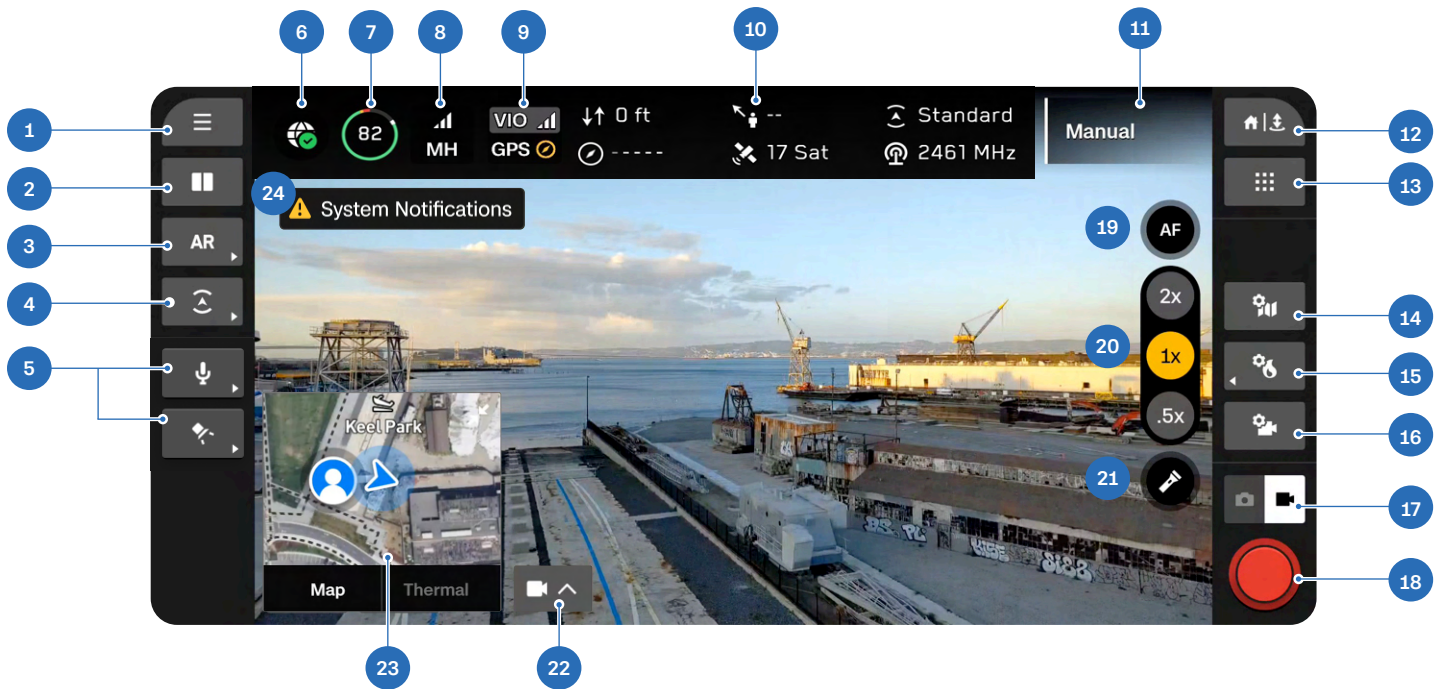 6
7
8
9
10
11
1
2
3
4
5
12
13
14
15
16
17
18
19
20
21
22
23
24
82
MH
VIO
GPS
0 ft
-----
--
17 Sat
Standard
2461 MHz
Manual
System Notifications
AR
AF
2x
1x
.5x
Keel Park
Map
Thermal